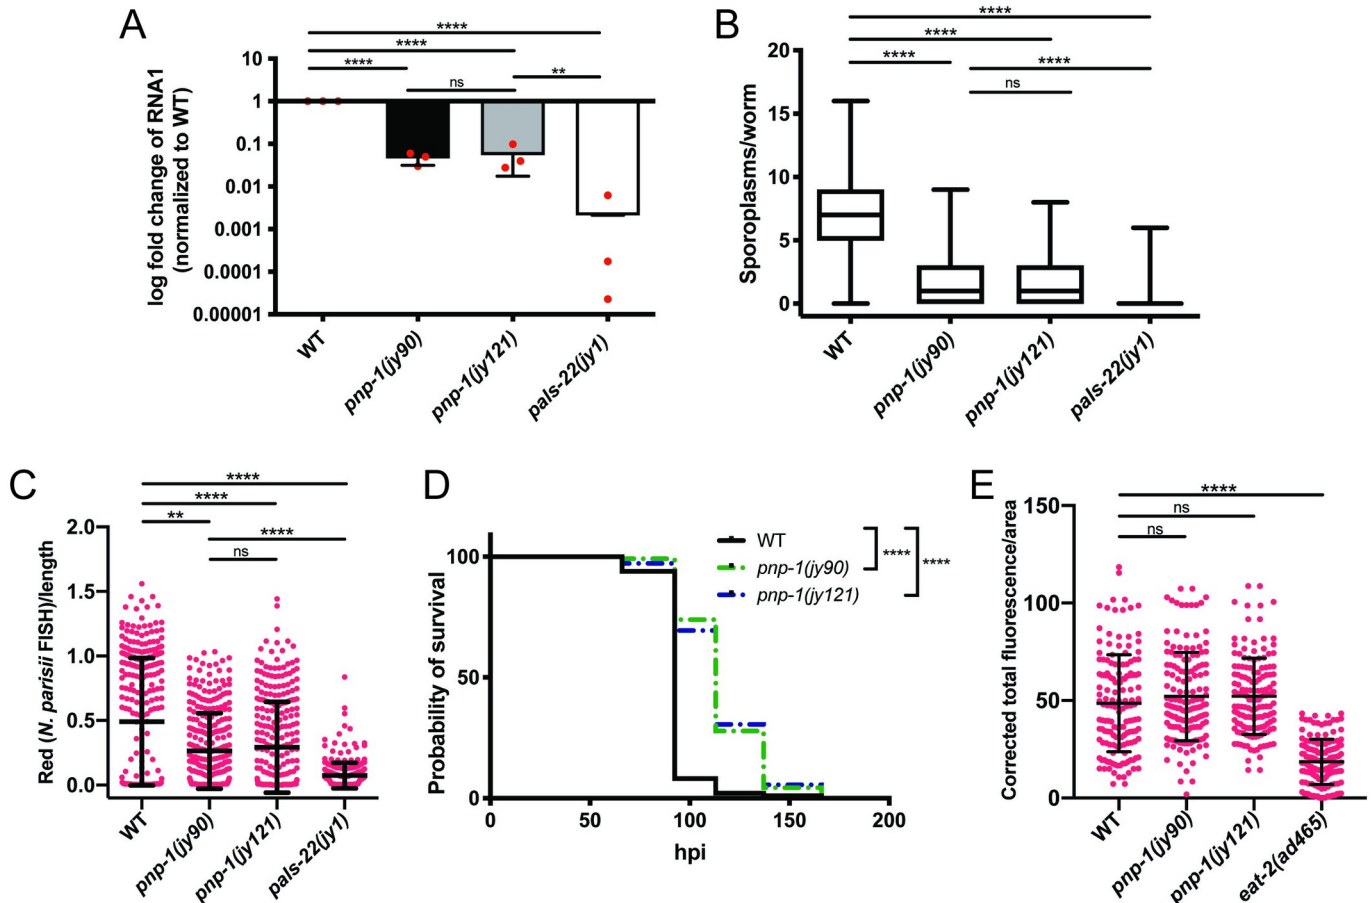 A
****
****
****
ns
**
log fold change of RNA1
(normalized to WT)
10
1
0.1
0.01
0.001
0.0001
0.00001
WT
pnp-1(jy90)
pnp-1(jy121)
pals-22(jy1)
B
****
****
****
****
ns
Sporoplasms/worm
20
15
10
5
0
WT
pnp-1(jy90)
pnp-1(jy121)
pals-22(jy1)
C
****
****
**
****
ns
Red (N. parisii FISH)/length
2.0
1.5
1.0
0.5
0.0
WT
pnp-1(jy90)
pnp-1(jy121)
pals-22(jy1)
D
Probability of survival
100
50
0
0
50
100
150
200
hpi
WT
pnp-1(jy90)
pnp-1(jy121)
****
****
E
****
ns
ns
Corrected total fluorescence/area
150
100
50
0
WT
pnp-1(jy90)
pnp-1(jy121)
eat-2(ad465)